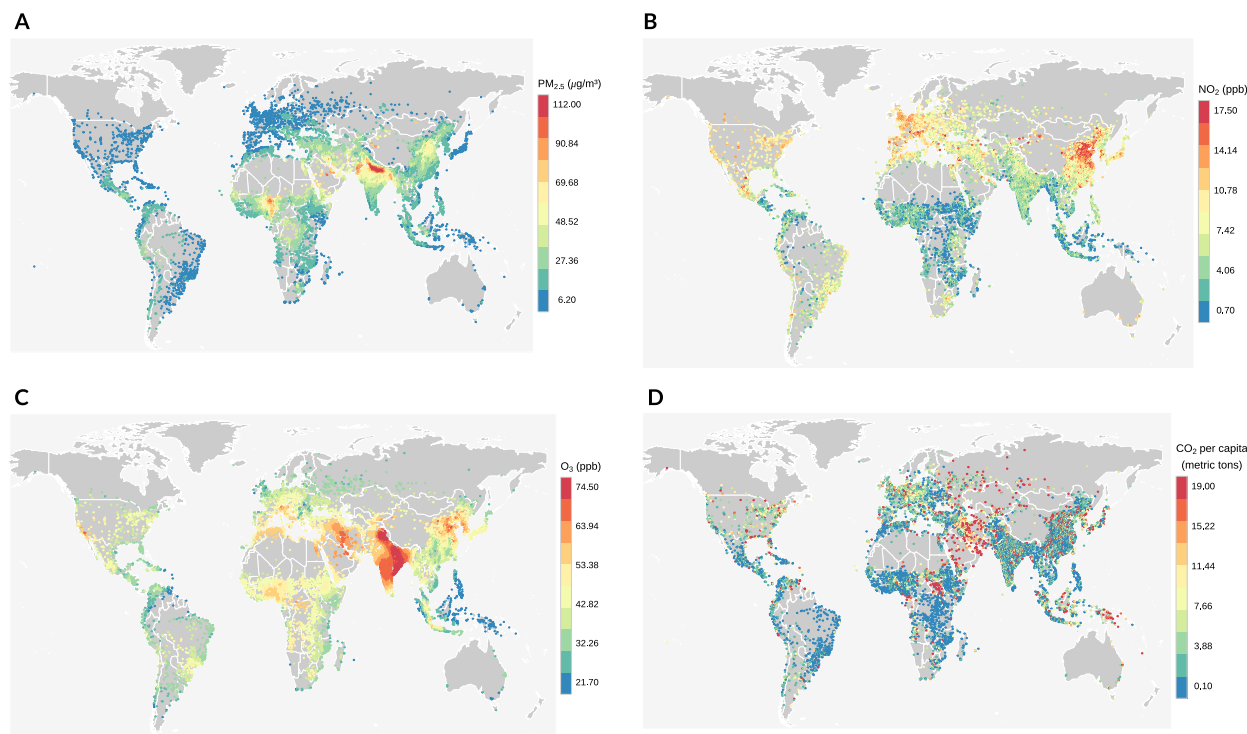 A
PM₂.₅ (μg/m³)
112.00
90.84
69.68
48.52
27.36
6.20
B
NO₂ (ppb)
17.50
14.14
10.78
7.42
4.06
0.70
C
O₃ (ppb)
74.50
63.94
53.38
42.82
32.26
21.70
D
CO₂ per capita
(metric tons)
19,00
15,22
11,44
7,66
3,88
0,10